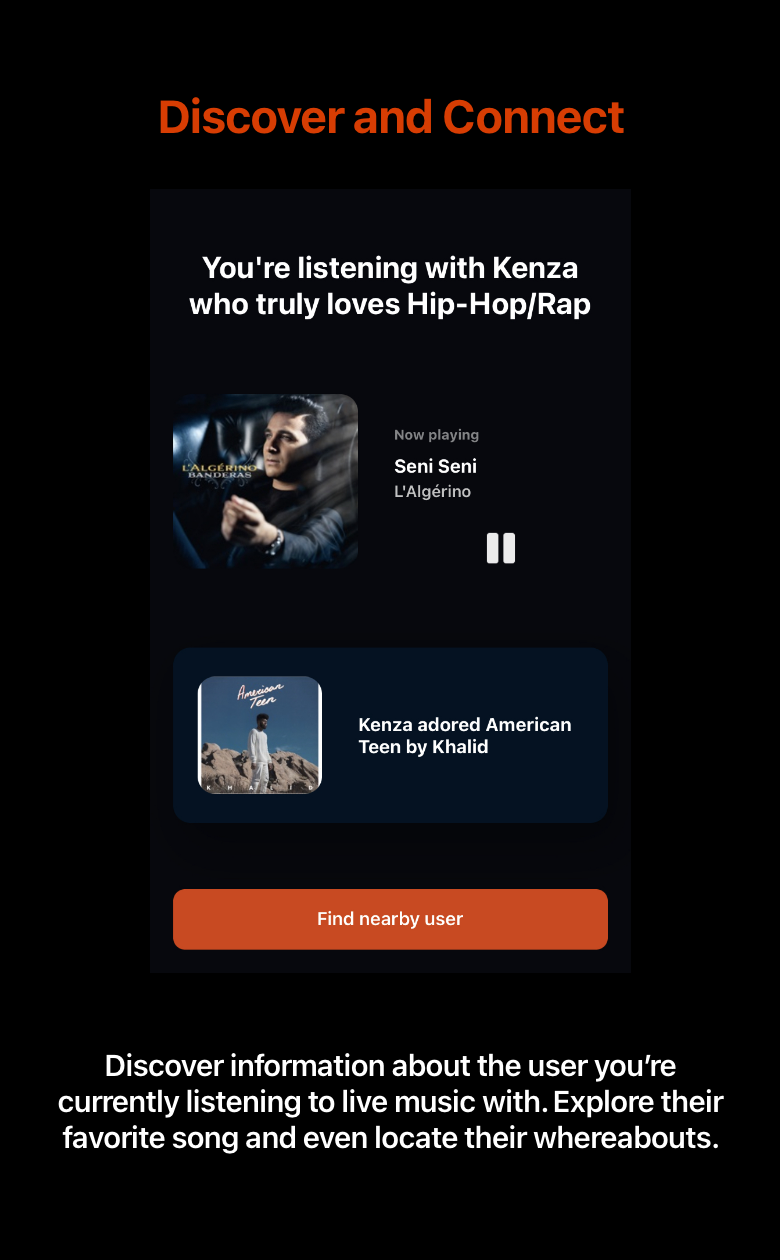 Discover and Connect
You're listening with Kenza
who truly loves Hip-Hop/Rap
L'ALGÉRINO
BANDERAS
Now playing
Seni Seni
L'Algérino
American
Teen
K H A L I D
Kenza adored American
Teen by Khalid
Find nearby user
Discover information about the user you’re
currently listening to live music with. Explore their
favorite song and even locate their whereabouts.